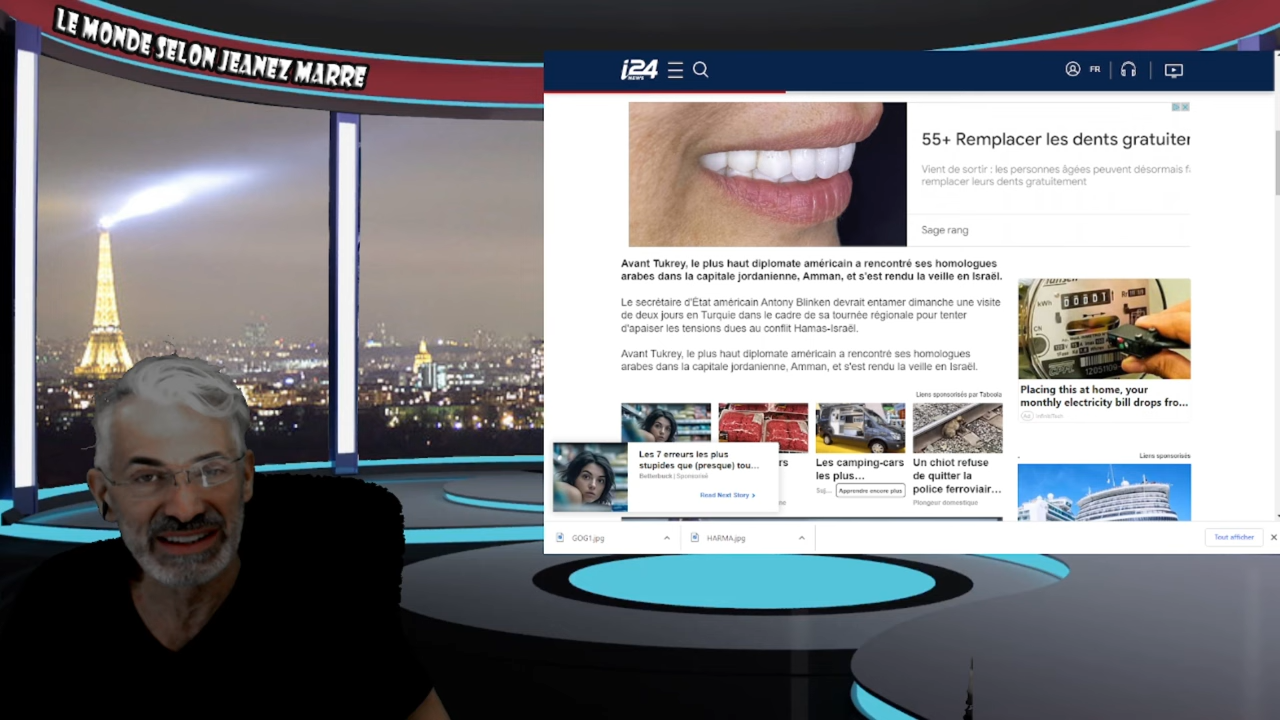 LE MONDE SELON JEANEZ MARRE
i24
NEWS
FR
55+ Remplacer les dents gratuiter
Vient de sortir : les personnes âgées peuvent désormais fa
remplacer leurs dents gratuitement
Sage rang
Avant Tukrey, le plus haut diplomate américain a rencontré ses homologues
arabes dans la capitale jordanienne, Amman, et s'est rendu la veille en Israël.
Le secrétaire d'État américain Antony Blinken devrait entamer dimanche une visite
de deux jours en Turquie dans le cadre de sa tournée régionale pour tenter
d'apaiser les tensions dues au conflit Hamas-Israël.
Avant Tukrey, le plus haut diplomate américain a rencontré ses homologues
arabes dans la capitale jordanienne, Amman, et s'est rendu la veille en Israël.
kWh
CN
Placing this at home, your
monthly electricity bill drops fro...
Ad
Liens sponsorisés par Taboola
Les 7 erreurs les plus
stupides que (presque) tou...
Sponsorisé
Read Next Story >
rs
Les camping-cars
les plus...
Apprendre encore plus
Un chiot refuse
de quitter la
police ferroviair...
Plongeur domestique
Liens sponsorisés
GOG1.jpg
HARMA.jpg
Tout afficher